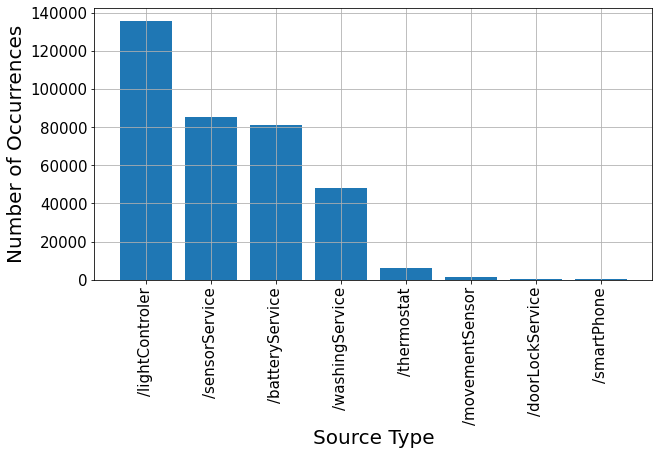 Number of Occurrences
140000
120000
100000
80000
60000
40000
20000
0
/lightControler
/sensorService
/batteryService
/washingService
/thermostat
/movementSensor
/doorLockService
/smartPhone
Source Type